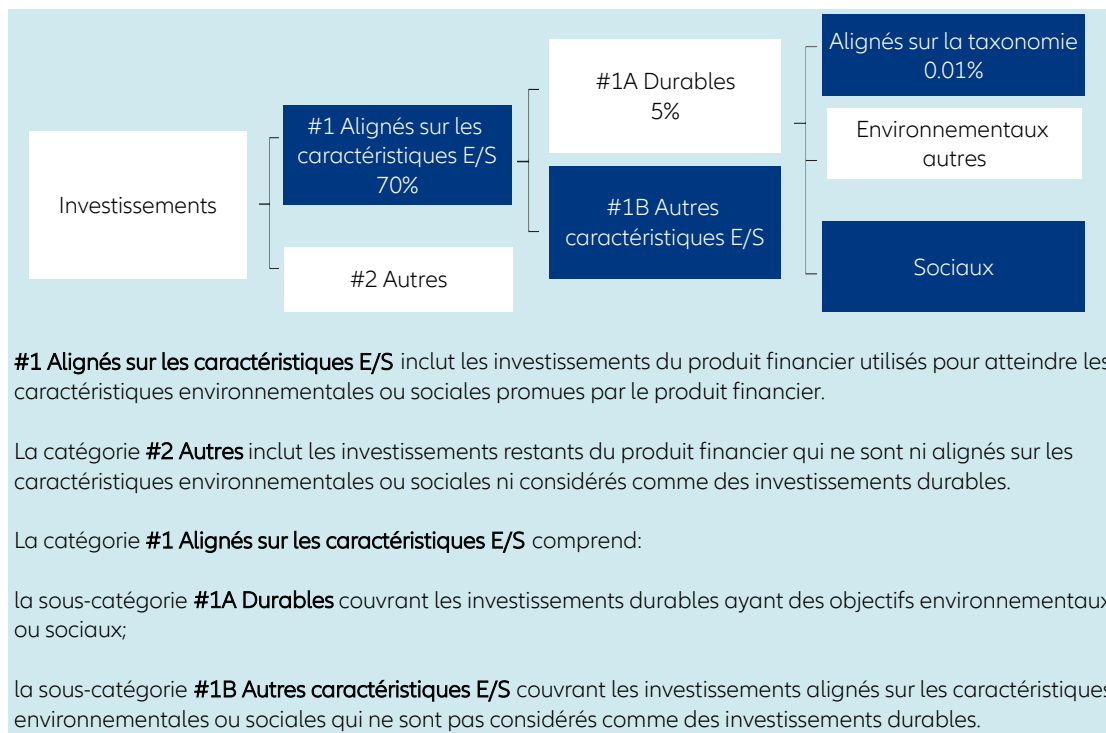 Investissements
#1 Alignés sur les
caractéristiques E/S
70%
#2 Autres
#1A Durables
5%
#1B Autres
caractéristiques E/S
Alignés sur la taxonomie
0.01%
Environnementaux
autres
Sociaux
#1 Alignés sur les caractéristiques E/S inclut les investissements du produit financier utilisés pour atteindre les
caractéristiques environnementales ou sociales promues par le produit financier.
La catégorie #2 Autres inclut les investissements restants du produit financier qui ne sont ni alignés sur les
caractéristiques environnementales ou sociales ni considérés comme des investissements durables.
La catégorie #1 Alignés sur les caractéristiques E/S comprend:
la sous-catégorie #1A Durables couvrant les investissements durables ayant des objectifs environnementaux
ou sociaux;
la sous-catégorie #1B Autres caractéristiques E/S couvrant les investissements alignés sur les caractéristiques
environnementales ou sociales qui ne sont pas considérés comme des investissements durables.